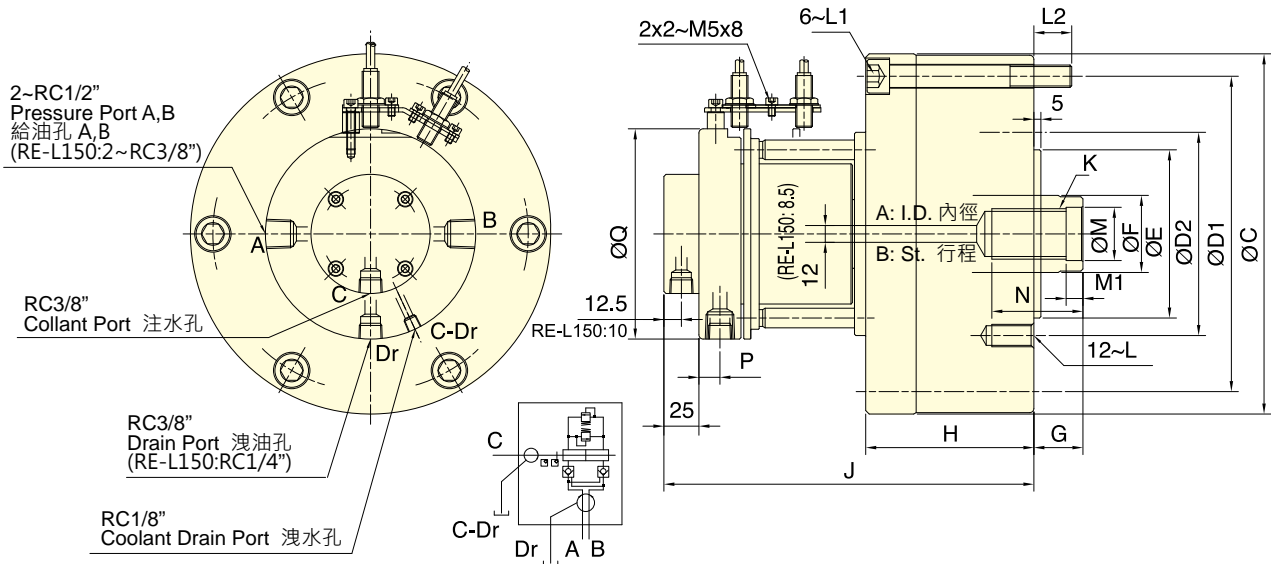 2~RC1/2”
Pressure Port A,B
給油孔 A,B
(RE-L150:2~RC3/8”)
A
B
C
Dr
C-Dr
RC3/8”
Collant Port 注水孔
RC3/8”
Drain Port 洩油孔
(RE-L150:RC1/4”)
RC1/8”
Coolant Drain Port 洩水孔
C
C-Dr
Dr
A
B
2x2~M5x8
6~L1
L2
5
K
ØQ
(RE-L150: 8.5)
12
A: I.D. 內徑
B: St. 行程
ØM
ØF
ØE
ØD2
ØD1
ØC
M1
N
12~L
12.5
RE-L150:10
P
25
H
G
J